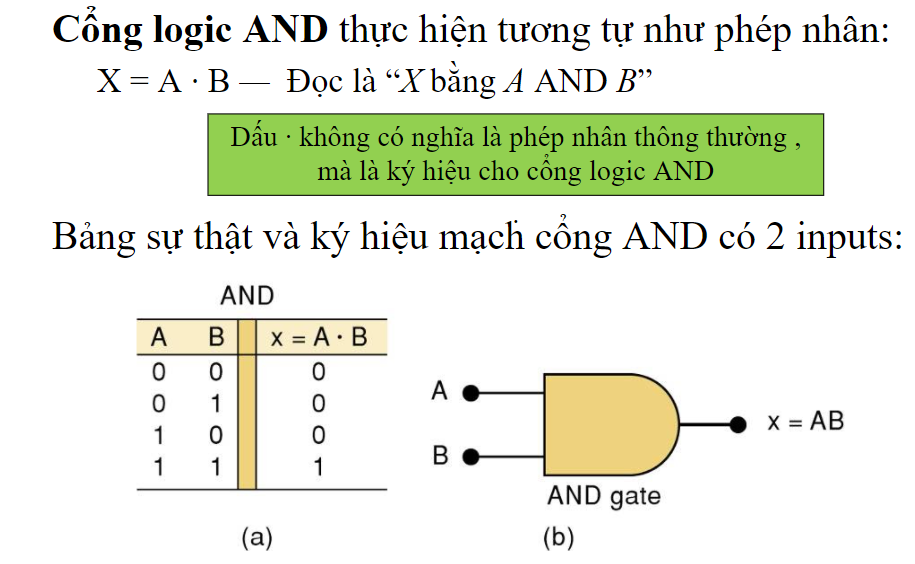 Cổng logic AND thực hiện tương tự như phép nhân:
X = A · B — Đọc là “X bằng A AND B”
Dấu · không có nghĩa là phép nhân thông thường ,
mà là ký hiệu cho cổng logic AND
Bảng sự thật và ký hiệu mạch cổng AND có 2 inputs:
AND
A B x = A · B
0 0 0
0 1 0
1 0 0
1 1 1
(a)
A
B
x = AB
AND gate
(b)